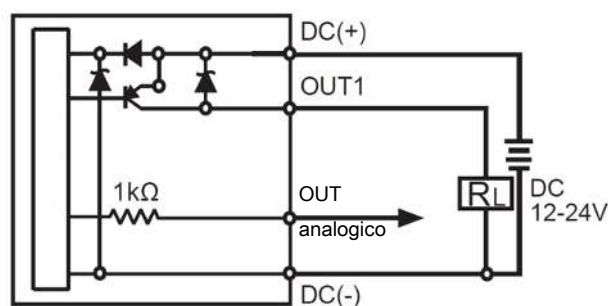 DC(+)
OUT1
1kΩ
OUT
analogico
RL
DC
12-24V
DC(-)